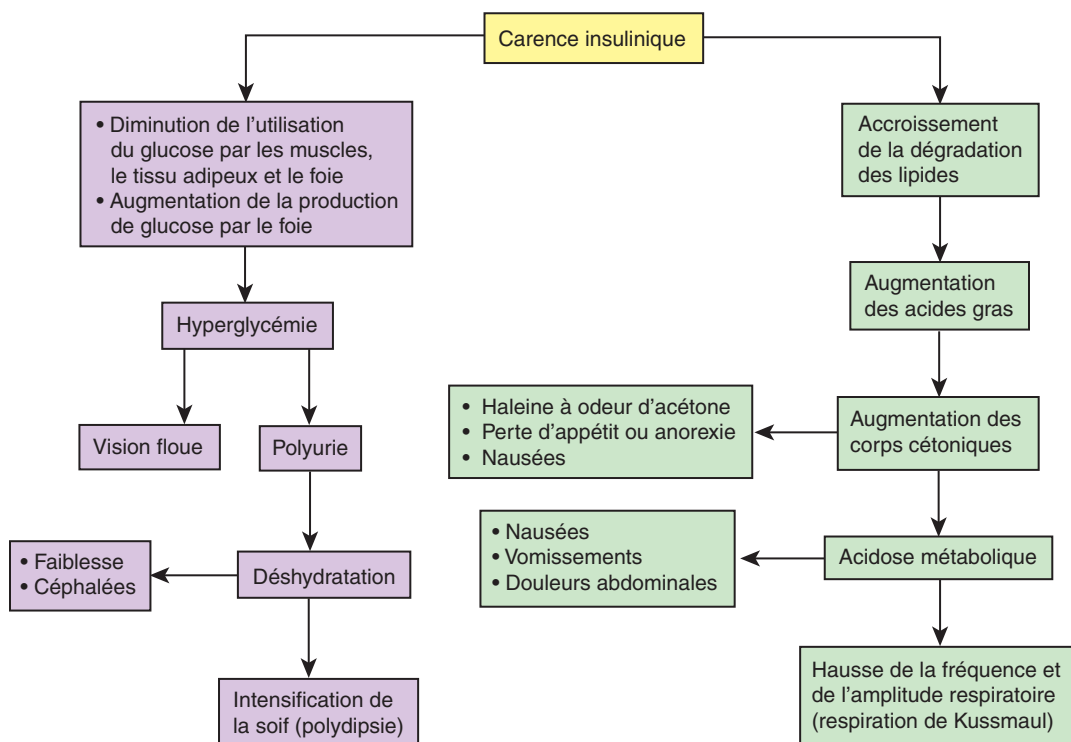 Carence insulinique
• Diminution de l'utilisation
du glucose par les muscles,
le tissu adipeux et le foie
• Augmentation de la production
de glucose par le foie
Hyperglycémie
Vision floue
Polyurie
• Faiblesse
• Céphalées
Déshydratation
Intensification de
la soif (polydipsie)
Accroissement
de la dégradation
des lipides
Augmentation
des acides gras
• Haleine à odeur d'acétone
• Perte d'appétit ou anorexie
• Nausées
Augmentation des
corps cétoniques
• Nausées
• Vomissements
• Douleurs abdominales
Acidose métabolique
Hausse de la fréquence et
de l'amplitude respiratoire
(respiration de Kussmaul)